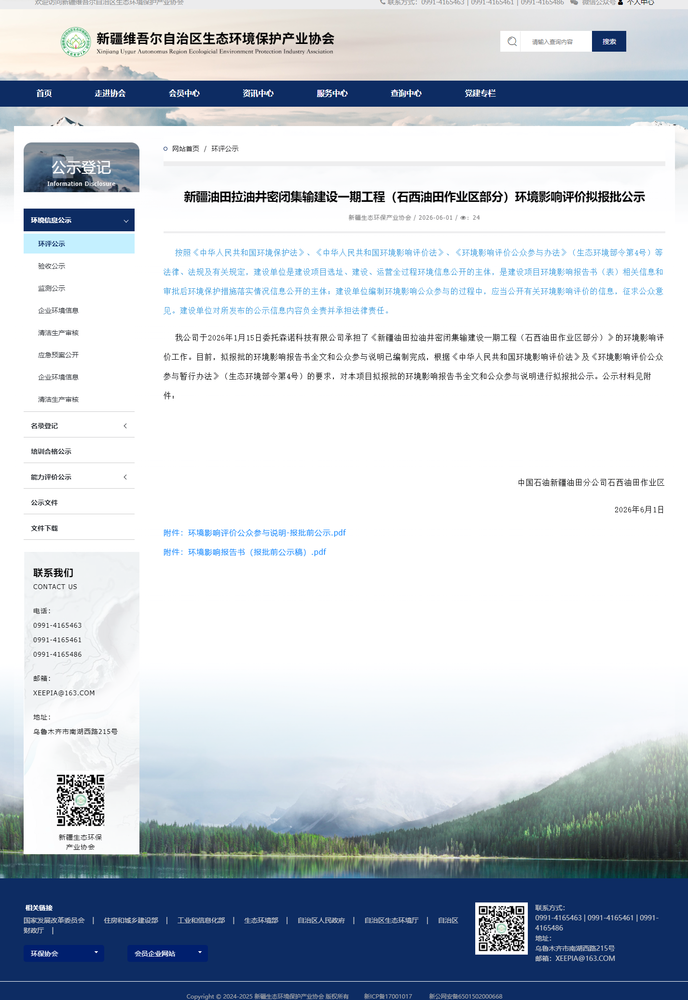 欢迎访问新疆维吾尔自治区生态环境保护产业协会
联系方式：0991-4165463 | 0991-4165461 | 0991-4165486 微信公众号 个人中心
新疆维吾尔自治区生态环境保护产业协会
Xinjiang Uygur Autonomus Region Ecologicial Environment Protection Industry Assciation
XEEPIA
请输入查询内容 搜索
首页 走进协会 会员中心 资讯中心 服务中心 查询中心 党建专栏
公示登记
Information Disclosure
环境信息公示
环评公示
验收公示
监测公示
企业环境信息
清洁生产审核
应急预案公开
企业环境信息
清洁生产审核
名录登记
培训合格公示
能力评价公示
公示文件
文件下载
联系我们
CONTACT US
电话：
0991-4165463
0991-4165461
0991-4165486
邮箱：
XEEPIA@163.COM
地址：
乌鲁木齐市南湖西路215号
新疆生态环保
产业协会
网站首页 / 环评公示
新疆油田拉油井密闭集输建设一期工程（石西油田作业区部分）环境影响评价拟报批公示
新疆生态环保产业协会 / 2026-06-01 / ：24
按照《中华人民共和国环境保护法》、《中华人民共和国环境影响评价法》、《环境影响评价公众参与办法》（生态环境部令第4号）等
法律、法规及有关规定，建设单位是建设项目选址、建设、运营全过程环境信息公开的主体，是建设项目环境影响报告书（表）相关信息和
审批后环境保护措施落实情况信息公开的主体；建设单位编制环境影响公众参与的过程中，应当公开有关环境影响评价的信息，征求公众意
见。建设单位对所发布的公示信息内容负全责并承担法律责任。
我公司于2026年1月15日委托森诺科技有限公司承担了《新疆油田拉油井密闭集输建设一期工程（石西油田作业区部分）》的环境影响评
价工作。目前，拟报批的环境影响报告书全文和公众参与说明已编制完成，根据《中华人民共和国环境影响评价法》及《环境影响评价公众
参与暂行办法》（生态环境部令第4号）的要求，对本项目拟报批的环境影响报告书全文和公众参与说明进行拟报批公示。公示材料见附
件：
中国石油新疆油田分公司石西油田作业区
2026年6月1日
附件：环境影响评价公众参与说明-报批前公示.pdf
附件：环境影响报告书（报批前公示稿）.pdf
相关链接
国家发展改革委员会 | 住房和城乡建设部 | 工业和信息化部 | 生态环境部 | 自治区人民政府 | 自治区生态环境厅 | 自治区
财政厅 |
环保协会 会员企业网站
联系方式：
0991-4165463 | 0991-4165461 | 0991-
4165486
地址：
乌鲁木齐市南湖西路215号
邮箱：XEEPIA@163.COM
Copyright © 2024-2025 新疆生态环境保护产业协会 版权所有 新ICP备17001017 新公网安备6501502000668